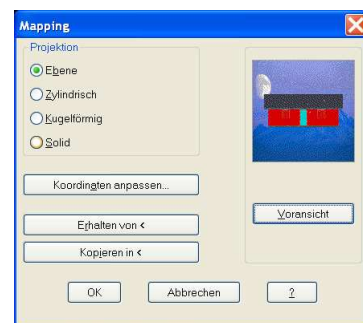 Mapping
Projektion
Ebene
Zylindrisch
Kugelförmig
Solid
Koordinaten anpassen...
Erhalten von <
Kopieren in <
Voransicht
OK
Abbrechen
?